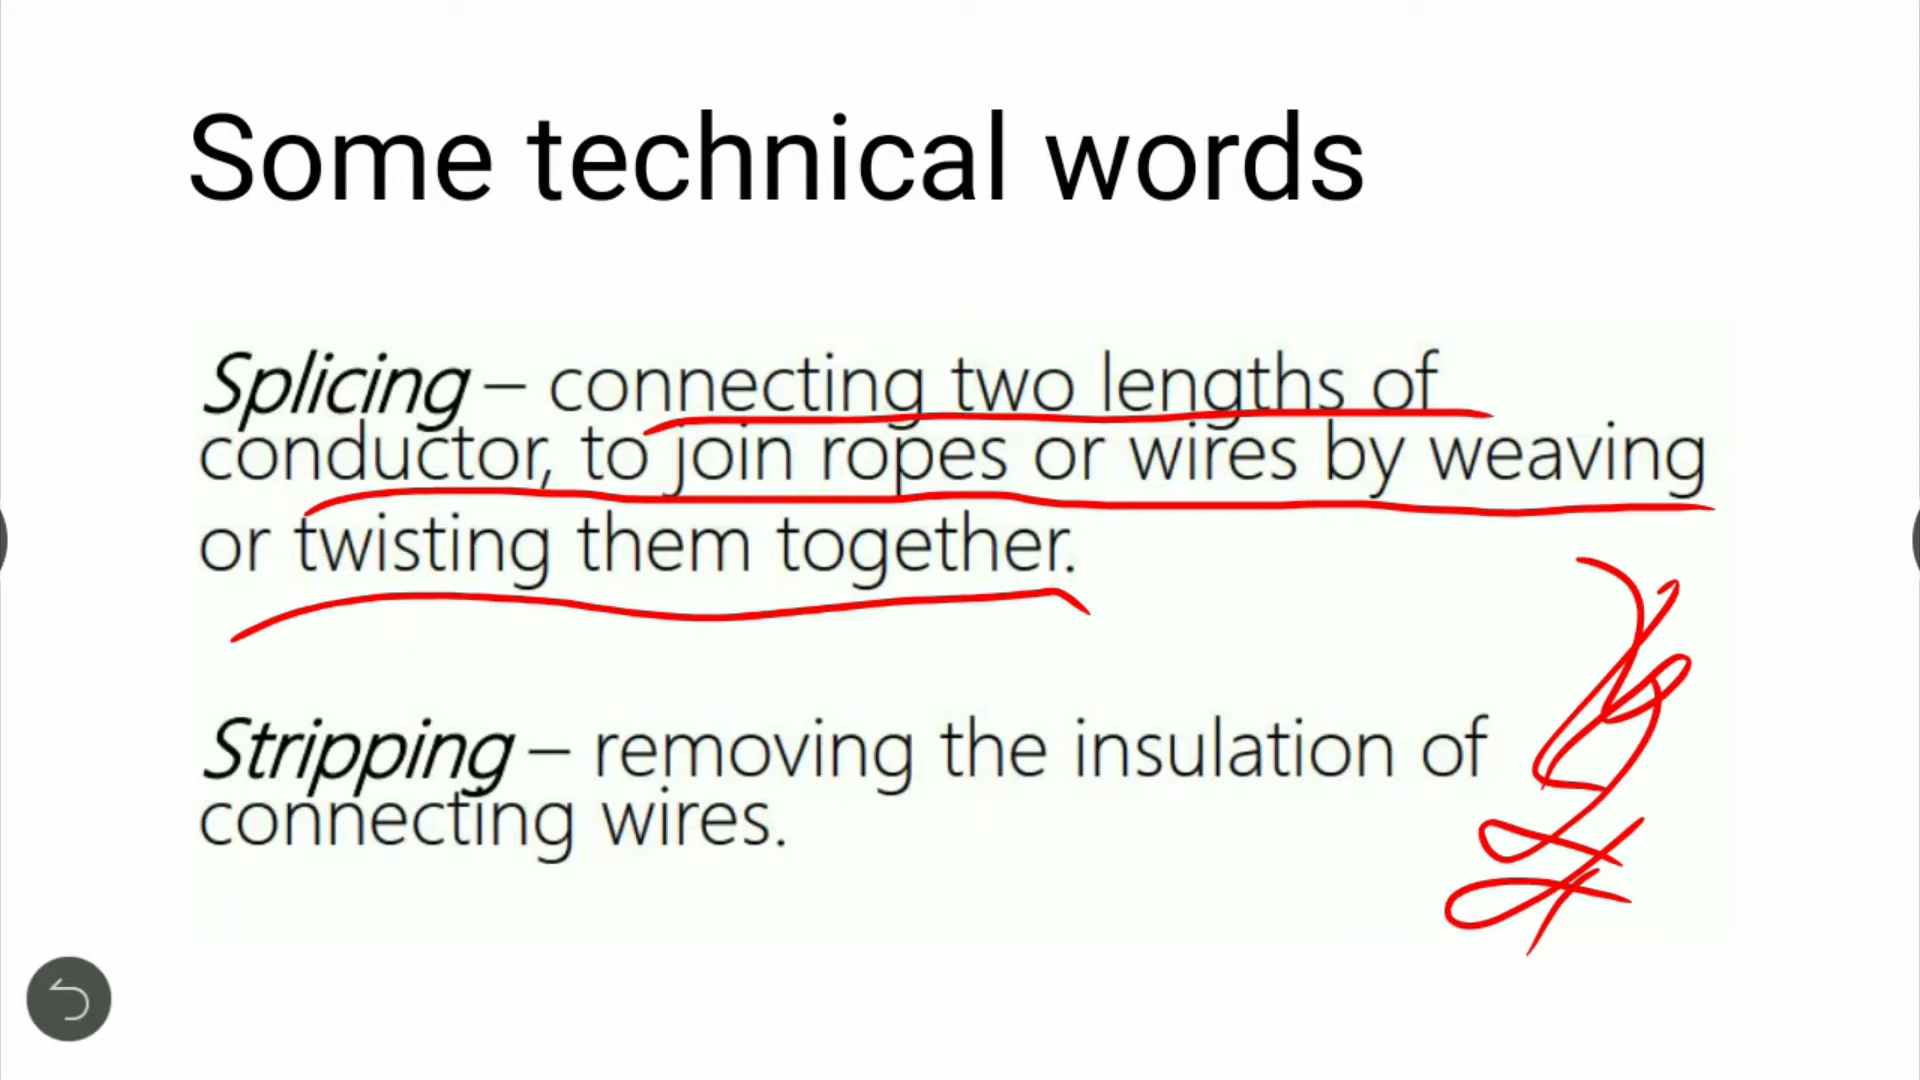 Some technical words
Splicing – connecting two lengths of
conductor, to join ropes or wires by weaving
or twisting them together.
Stripping – removing the insulation of
connecting wires.